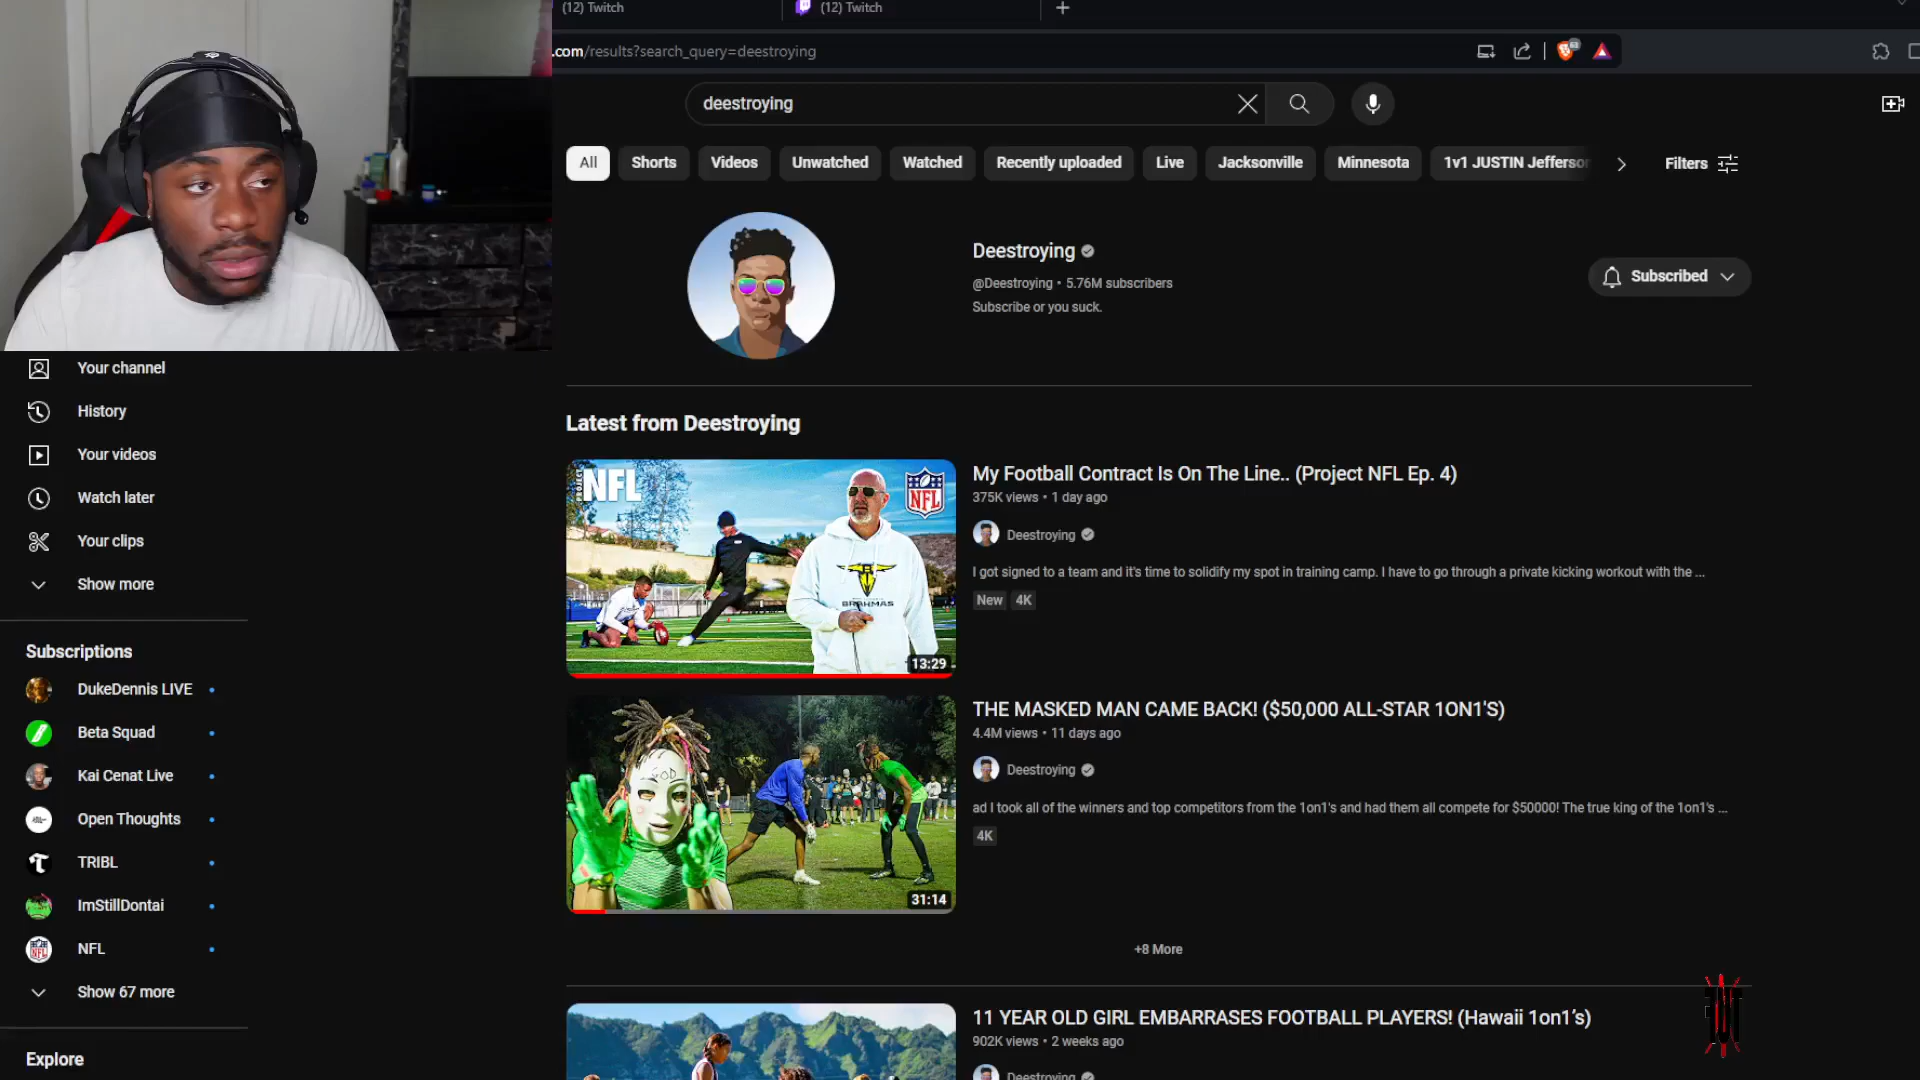 (12) Twitch
(12) Twitch
.com/results?search_query=deestroying
deestroying
All
Shorts
Videos
Unwatched
Watched
Recently uploaded
Live
Jacksonville
Minnesota
1v1 JUSTIN Jefferson
Filters
Deestroying
@Deestroying • 5.76M subscribers
Subscribe or you suck.
Subscribed
Your channel
History
Your videos
Watch later
Your clips
Show more
Subscriptions
DukeDennis LIVE
Beta Squad
Kai Cenat Live
Open Thoughts
TRIBL
ImStillDontai
NFL
Show 67 more
Explore
Latest from Deestroying
PROJECT NFL
NFL
BRAHMAS
13:29
My Football Contract Is On The Line.. (Project NFL Ep. 4)
375K views • 1 day ago
Deestroying
I got signed to a team and it's time to solidify my spot in training camp. I have to go through a private kicking workout with the ...
New
4K
31:14
THE MASKED MAN CAME BACK! ($50,000 ALL-STAR 1ON1'S)
4.4M views • 11 days ago
Deestroying
ad I took all of the winners and top competitors from the 1on1's and had them all compete for $50000! The true king of the 1on1's ...
4K
+8 More
11 YEAR OLD GIRL EMBARRASES FOOTBALL PLAYERS! (Hawaii 1on1’s)
902K views • 2 weeks ago
Deestroying